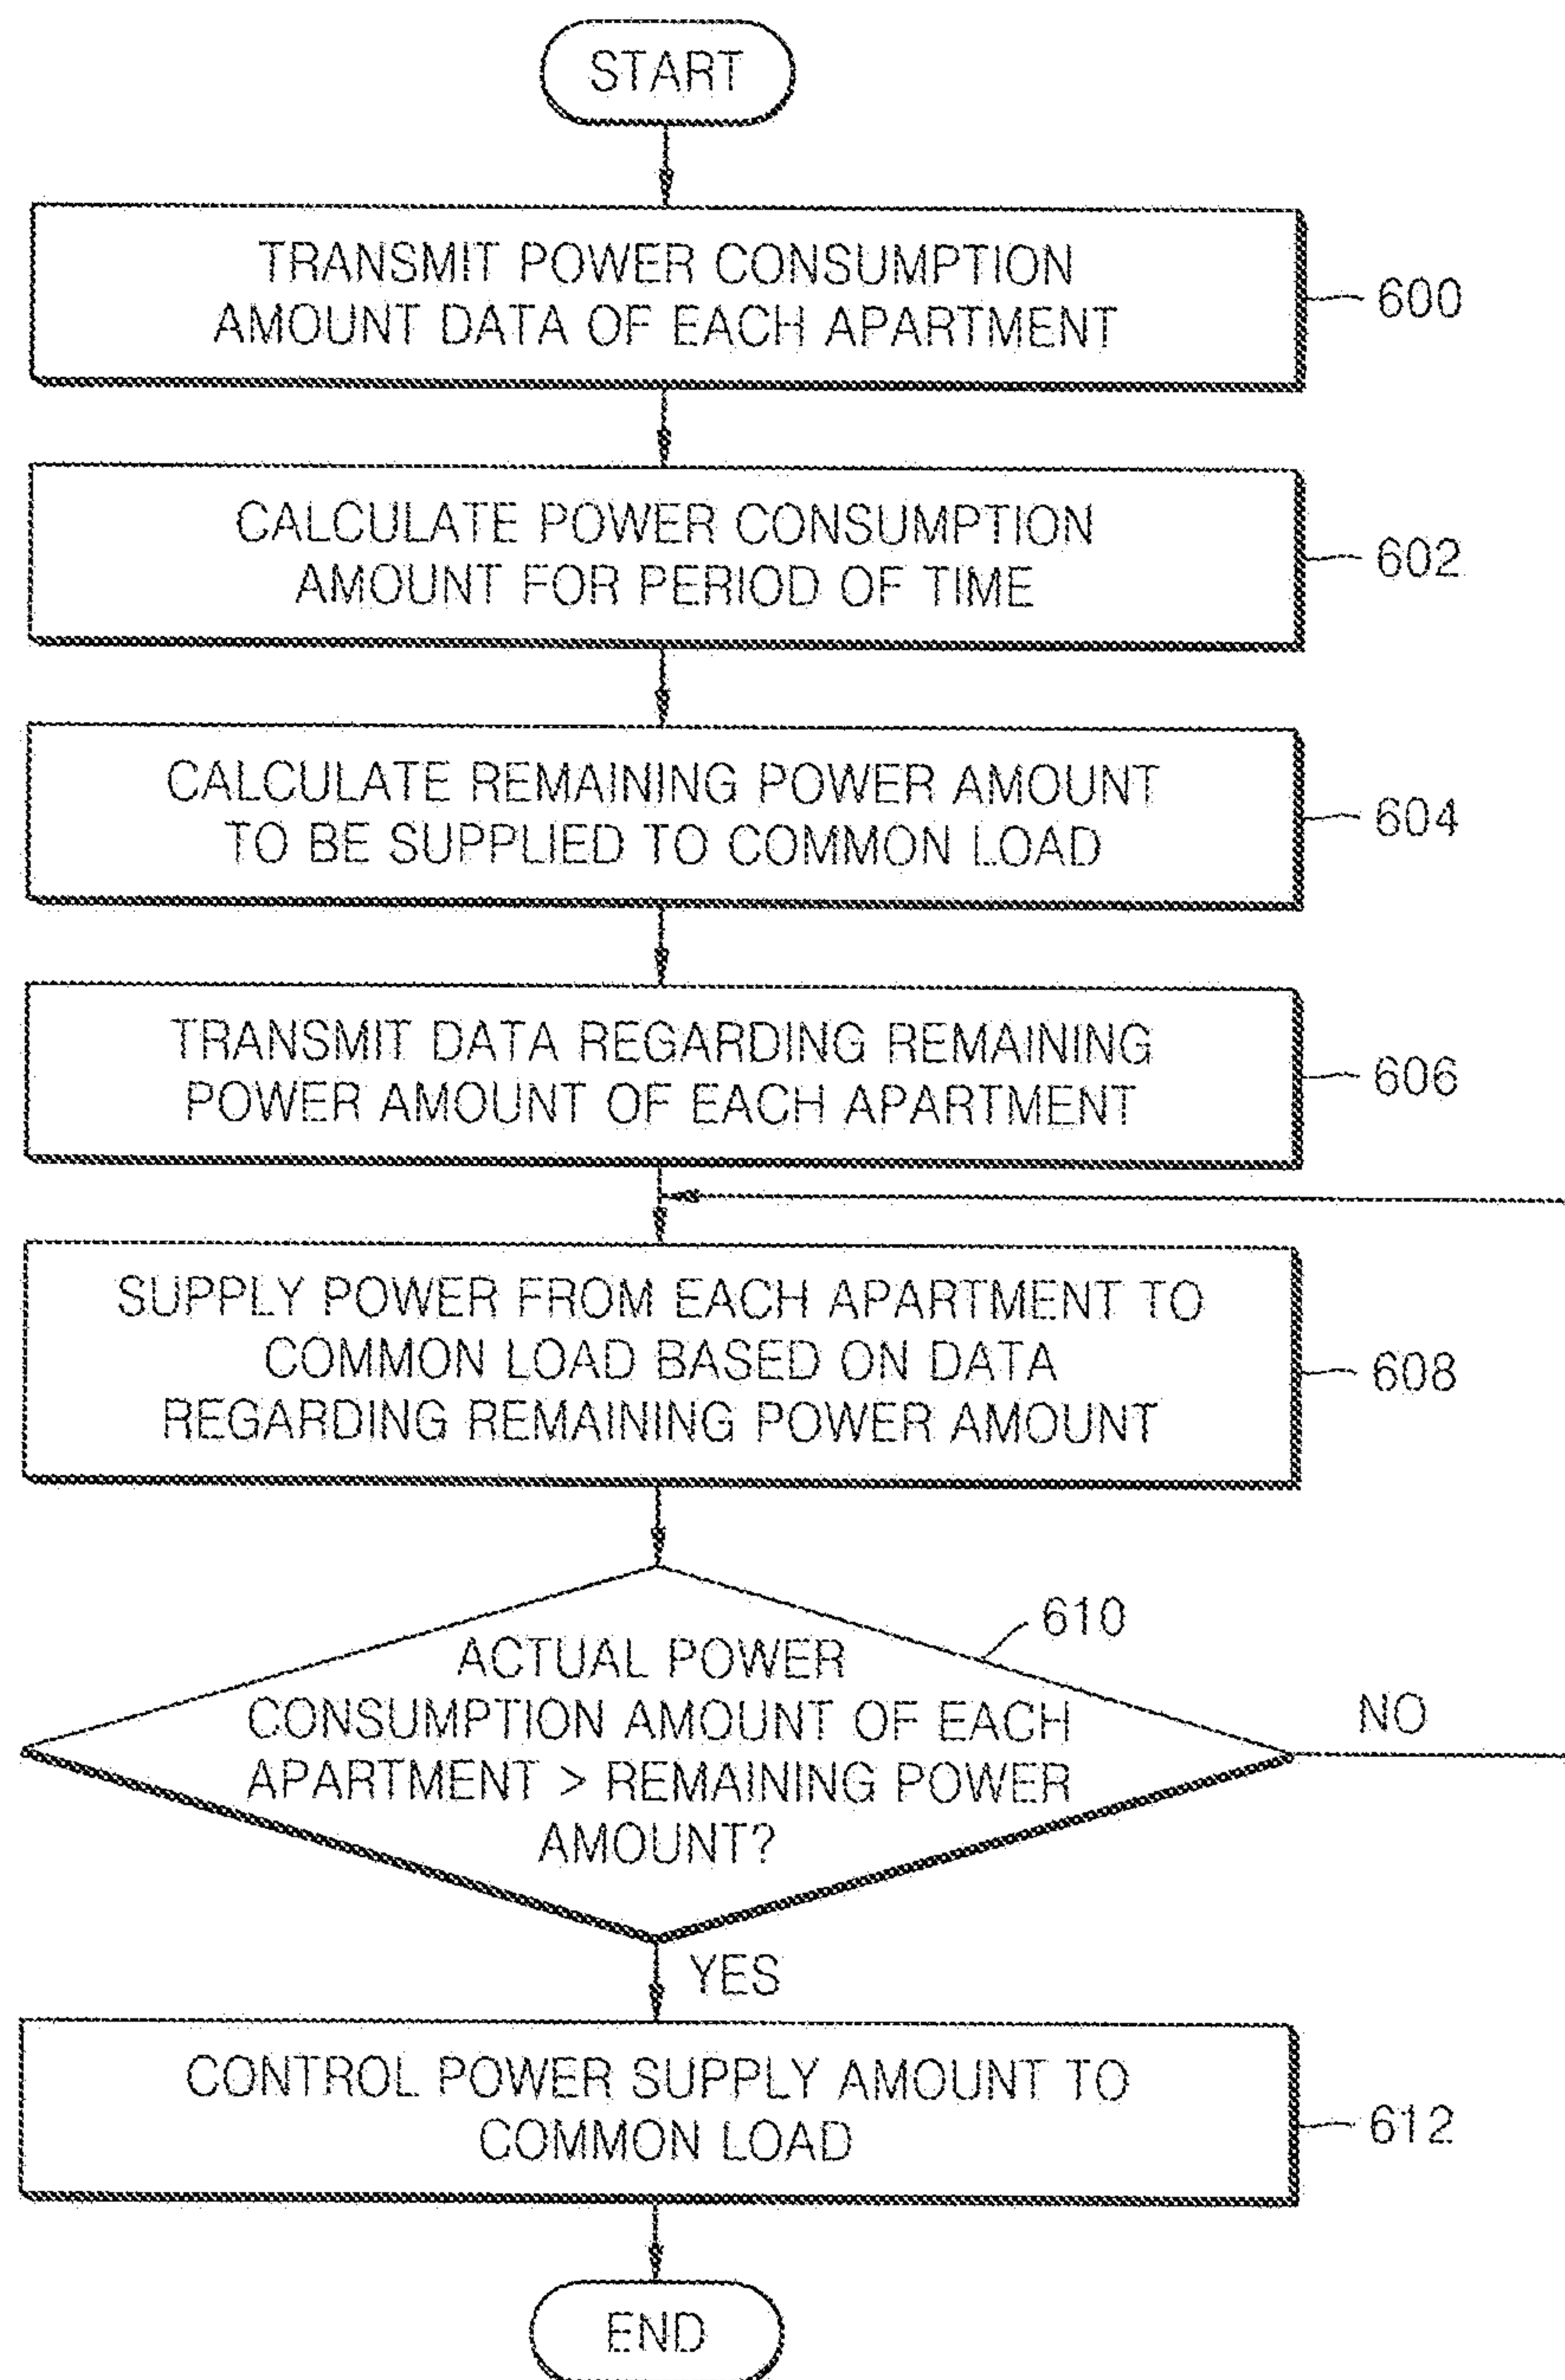 START
TRANSMIT POWER CONSUMPTION
AMOUNT DATA OF EACH APARTMENT
600
CALCULATE POWER CONSUMPTION
AMOUNT FOR PERIOD OF TIME
602
CALCULATE REMAINING POWER AMOUNT
TO BE SUPPLIED TO COMMON LOAD
604
TRANSMIT DATA REGARDING REMAINING
POWER AMOUNT OF EACH APARTMENT
606
SUPPLY POWER FROM EACH APARTMENT TO
COMMON LOAD BASED ON DATA
REGARDING REMAINING POWER AMOUNT
608
610
ACTUAL POWER
CONSUMPTION AMOUNT OF EACH
APARTMENT > REMAINING POWER
AMOUNT?
NO
YES
CONTROL POWER SUPPLY AMOUNT TO
COMMON LOAD
612
END